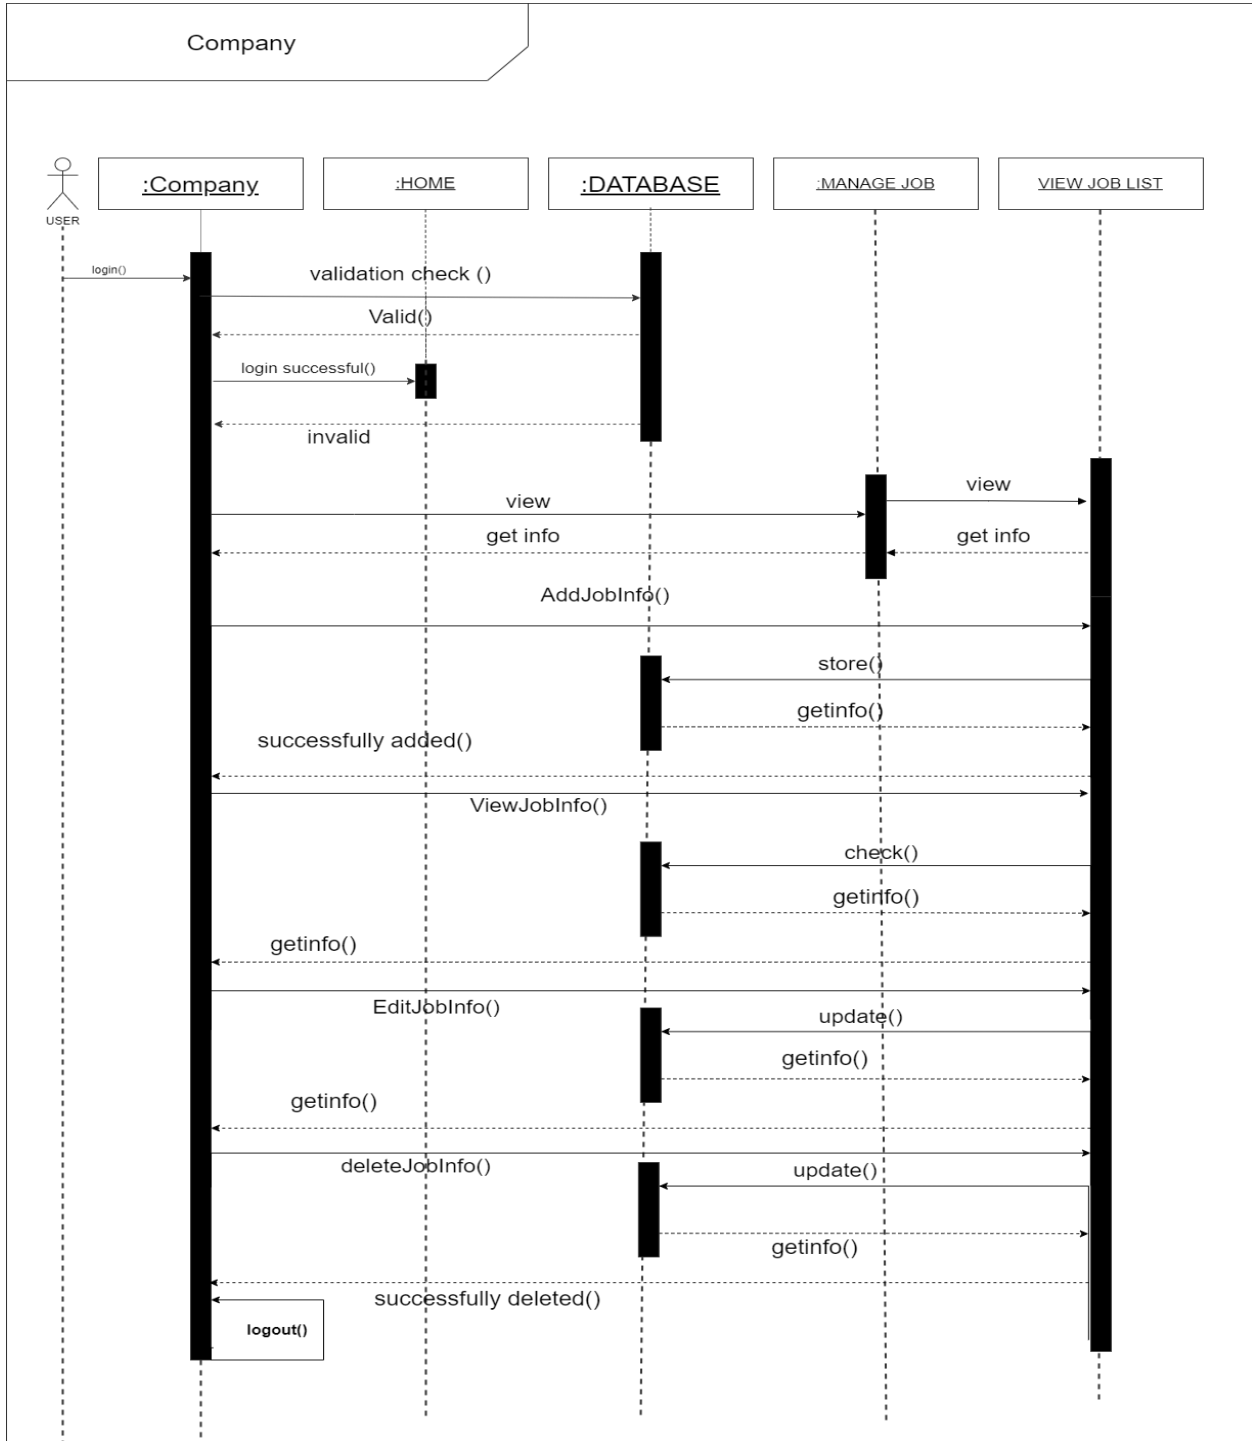 Company
USER
:Company
:HOME
:DATABASE
:MANAGE JOB
VIEW JOB LIST
login()
validation check ()
Valid()
login successful()
invalid
view
view
get info
get info
AddJobInfo()
store()
getinfo()
successfully added()
ViewJobInfo()
check()
getinfo()
getinfo()
EditJobInfo()
update()
getinfo()
getinfo()
deleteJobInfo()
update()
getinfo()
successfully deleted()
logout()